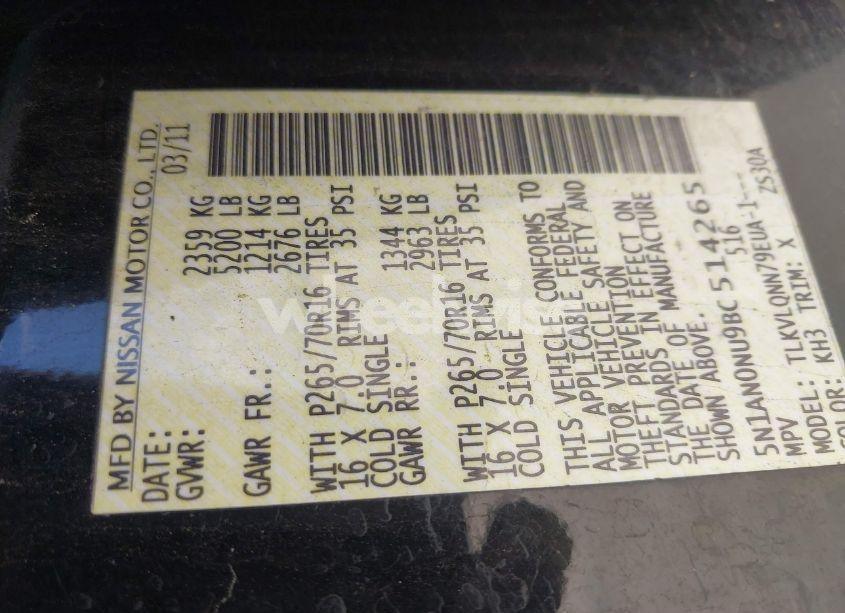 MFD BY NISSAN MOTOR CO., LTD.
DATE: 03/11
GVWR: 2359 KG
5200 LB
GAWR FR.: 1214 KG
2676 LB
WITH P265/70R16 TIRES
16 X 7.0 RIMS AT 35 PSI
COLD SINGLE
GAWR RR.: 1344 KG
2963 LB
WITH P265/70R16 TIRES
16 X 7.0 RIMS AT 35 PSI
COLD SINGLE
THIS VEHICLE CONFORMS TO
ALL APPLICABLE FEDERAL
MOTOR VEHICLE SAFETY AND
THEFT PREVENTION
STANDARDS IN EFFECT ON
THE DATE OF MANUFACTURE
SHOWN ABOVE.
5N1AN0NU9BC 514265
MPV 516
MODEL: TLKVLQNN79EUA-1---
COLOR: KH3 TRIM: X ZS30A